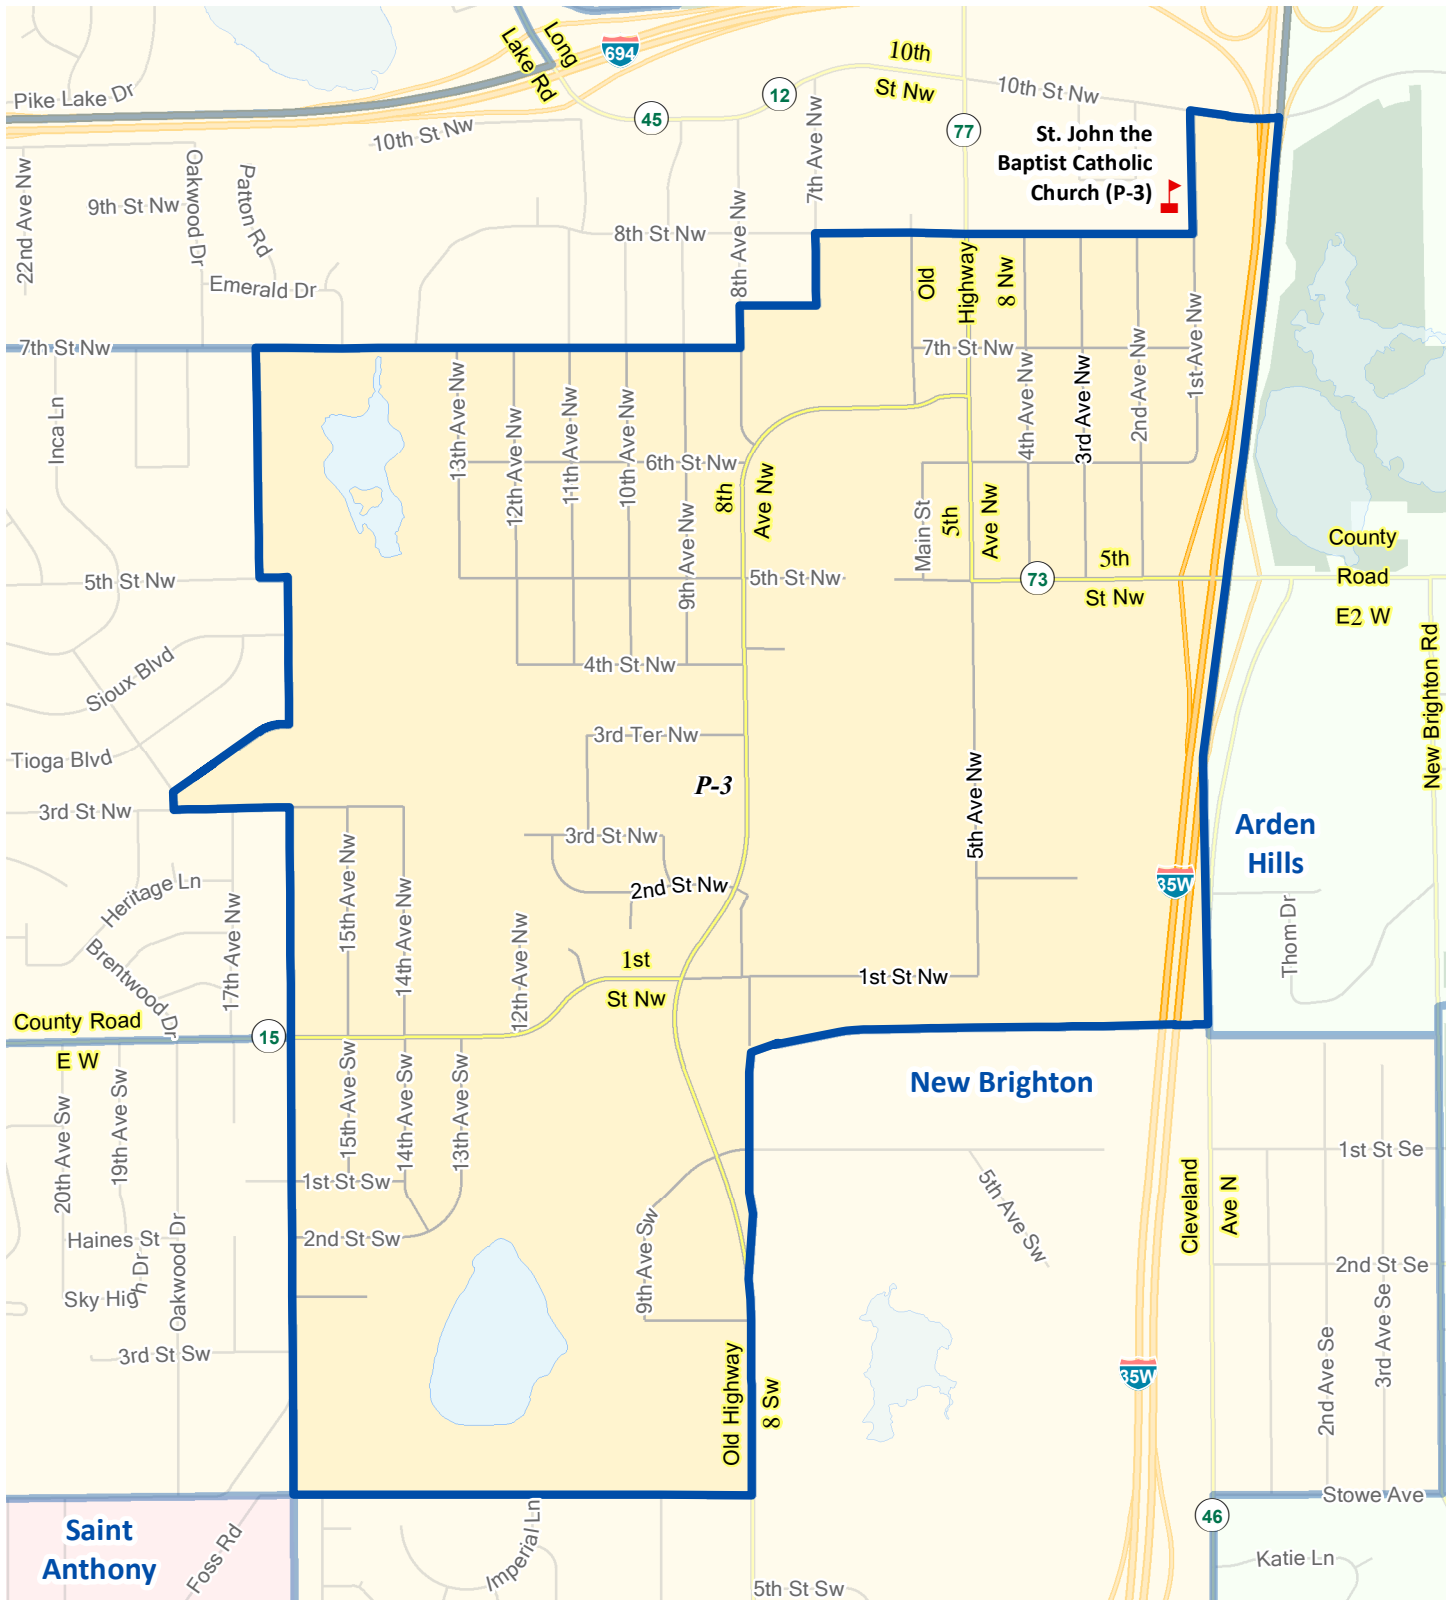 Long
Lake Rd
694
10th
St Nw
10th St Nw
Pike Lake Dr
12
45
77
10th St Nw
7th Ave Nw
St. John the
Baptist Catholic
Church (P-3)
22nd Ave Nw
9th St Nw
Oakwood Dr
Patton Rd
Emerald Dr
8th St Nw
8th Ave Nw
Old
Highway
8 Nw
7th St Nw
7th St Nw
1st Ave Nw
2nd Ave Nw
3rd Ave Nw
4th Ave Nw
Inca Ln
13th Ave Nw
12th Ave Nw
11th Ave Nw
10th Ave Nw
6th St Nw
9th Ave Nw
8th
Ave Nw
Main St
5th
Ave Nw
5th St Nw
5th St Nw
73
5th
St Nw
County
Road
E2 W
New Brighton Rd
Sioux Blvd
4th St Nw
3rd Ter Nw
Tioga Blvd
3rd St Nw
P-3
3rd St Nw
5th Ave Nw
2nd St Nw
Arden
Hills
35W
Heritage Ln
Brentwood Dr
17th Ave Nw
15th Ave Nw
14th Ave Nw
12th Ave Nw
1st
St Nw
1st St Nw
Thom Dr
County Road
E W
15
New Brighton
20th Ave Sw
19th Ave Sw
15th Ave Sw
14th Ave Sw
13th Ave Sw
1st St Sw
1st St Se
5th Ave Sw
Cleveland
Ave N
Haines St
h Dr
Oakwood Dr
2nd St Sw
9th Ave Sw
2nd St Se
Sky Hig
3rd St Sw
Old Highway
8 Sw
35W
2nd Ave Se
3rd Ave Se
Stowe Ave
46
Saint
Anthony
Foss Rd
Imperial Ln
5th St Sw
Katie Ln